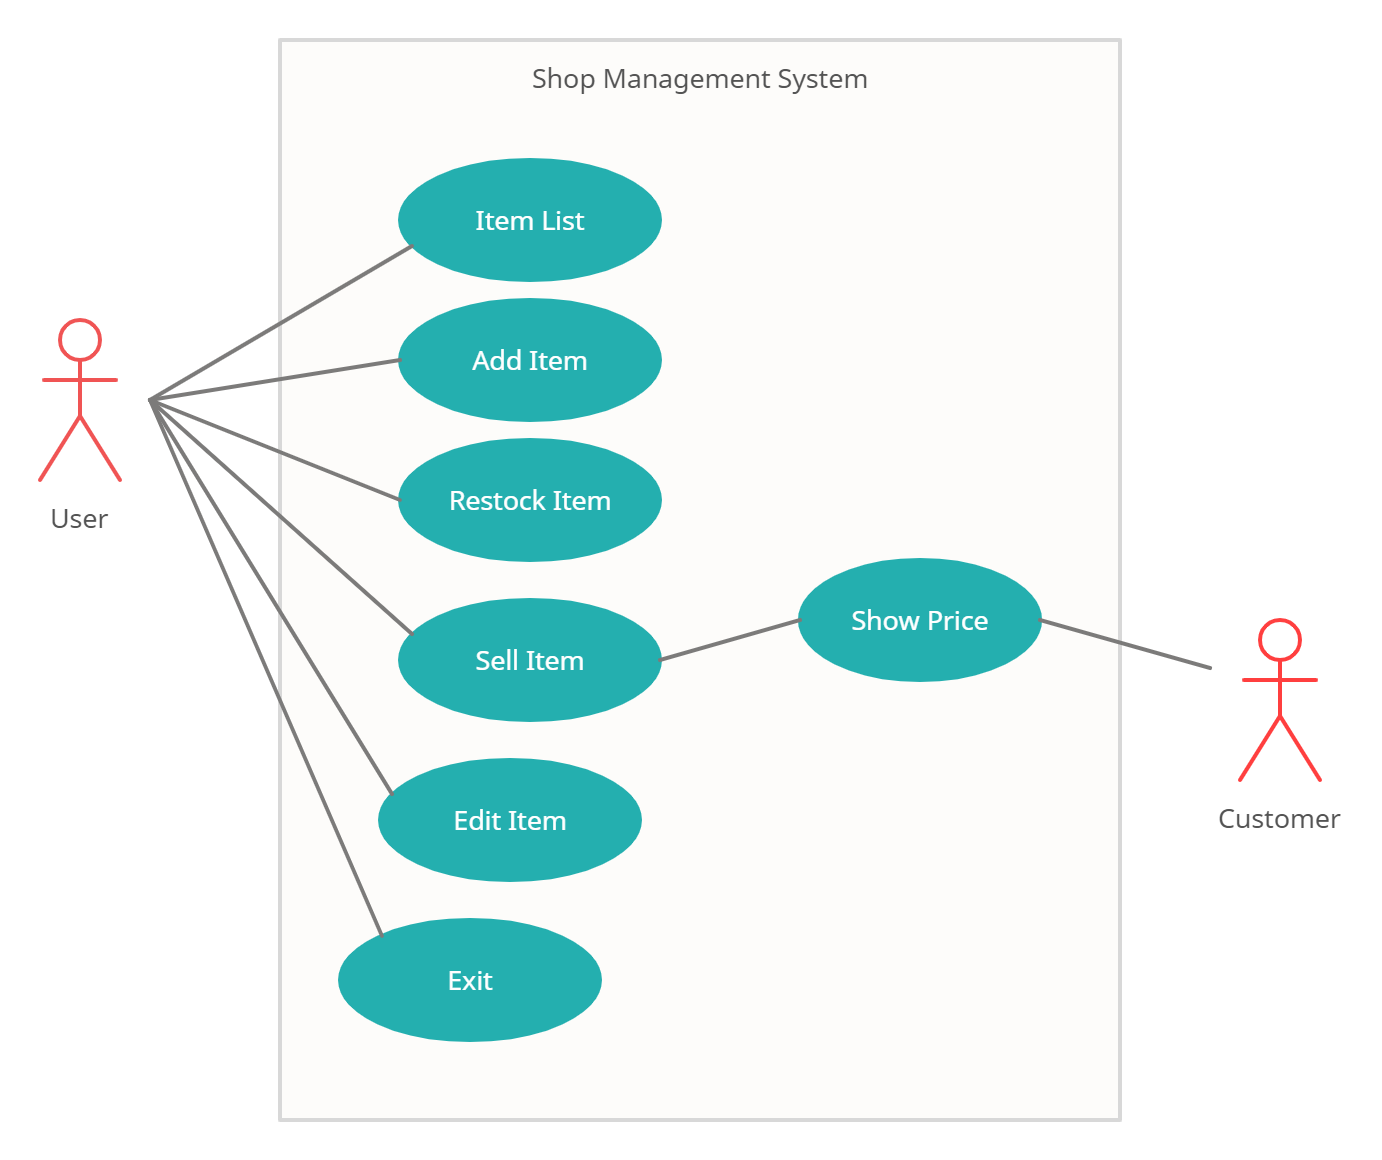 Shop Management System
Item List
Add Item
Restock Item
User
Sell Item
Show Price
Edit Item
Customer
Exit